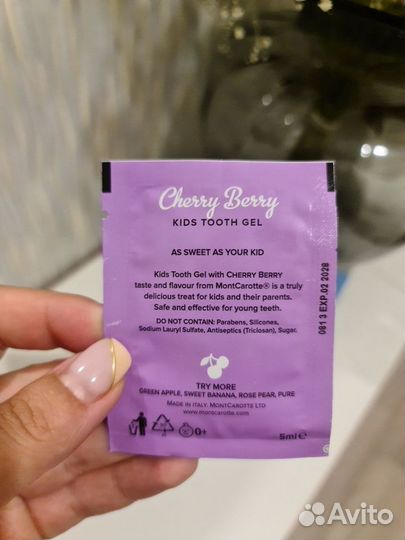 Cherry Berry
KIDS TOOTH GEL
AS SWEET AS YOUR KID
Kids Tooth Gel with CHERRY BERRY
taste and flavour from MontCarotte® is a truly
delicious treat for kids and their parents.
Safe and effective for young teeth.
DO NOT CONTAIN: Parabens, Silicones,
Sodium Lauryl Sulfate, Antiseptics (Triclosan), Sugar.
TRY MORE
GREEN APPLE, SWEET BANANA, ROSE PEAR, PURE
MADE IN ITALY. MONTCAROTTE LTD
www.morecarotte.com
0+
5ml e
081 3 EXP.02 2028
Avito